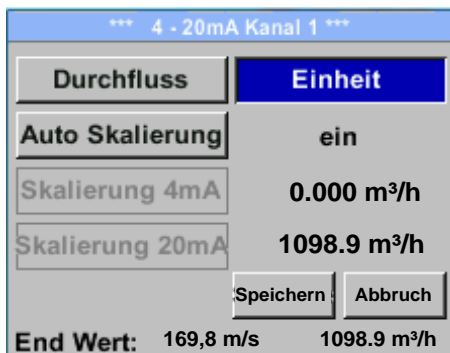 *** 4 - 20mA Kanal 1 ***
Durchfluss Einheit
Auto Skalierung ein
Skalierung 4mA 0.000 m³/h
Skalierung 20mA 1098.9 m³/h
Speichern Abbruch
End Wert: 169,8 m/s 1098.9 m³/h